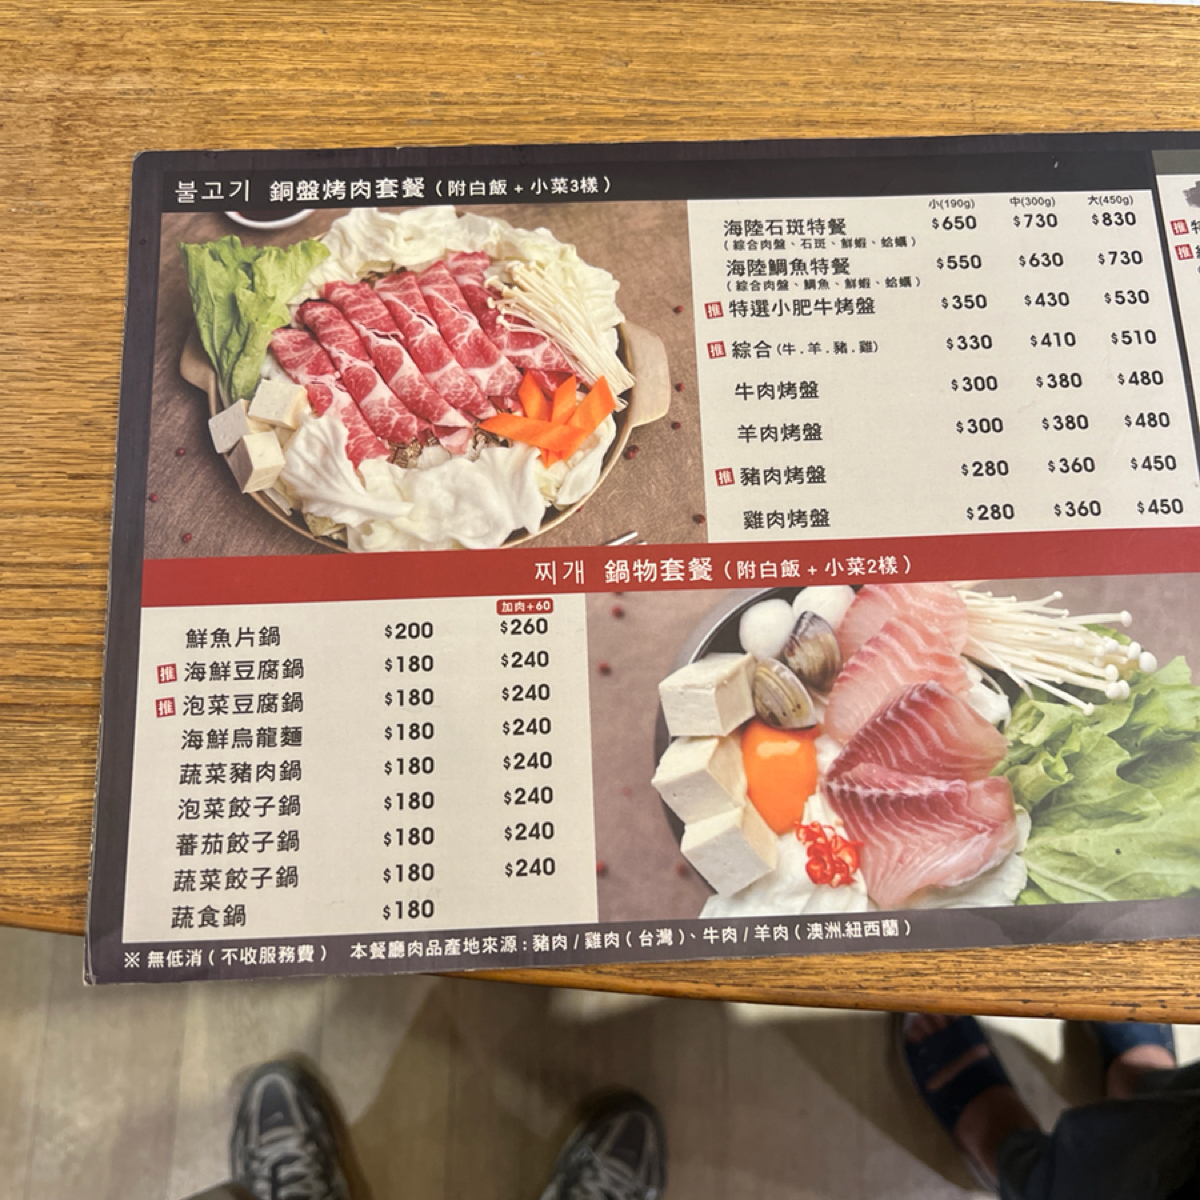 불고기 銅盤烤肉套餐(附白飯+小菜3樣)
小(190g) 中(300g) 大(450g)
海陸石斑特餐 $650 $730 $830
(綜合肉盤、石斑、鮮蝦、蛤蠣)
海陸鯛魚特餐 $550 $630 $730
(綜合肉盤、鯛魚、鮮蝦、蛤蠣)
推 特選小肥牛烤盤 $350 $430 $530
推 綜合(牛.羊.豬.雞) $330 $410 $510
牛肉烤盤 $300 $380 $480
羊肉烤盤 $300 $380 $480
推 豬肉烤盤 $280 $360 $450
雞肉烤盤 $280 $360 $450
推 特
推
찌개 鍋物套餐(附白飯+小菜2樣)
加肉+60
鮮魚片鍋 $200 $260
推 海鮮豆腐鍋 $180 $240
推 泡菜豆腐鍋 $180 $240
海鮮烏龍麵 $180 $240
蔬菜豬肉鍋 $180 $240
泡菜餃子鍋 $180 $240
蕃茄餃子鍋 $180 $240
蔬菜餃子鍋 $180 $240
蔬食鍋 $180
※ 無低消(不收服務費) 本餐廳肉品產地來源:豬肉/雞肉(台灣)、牛肉/羊肉(澳洲.紐西蘭)